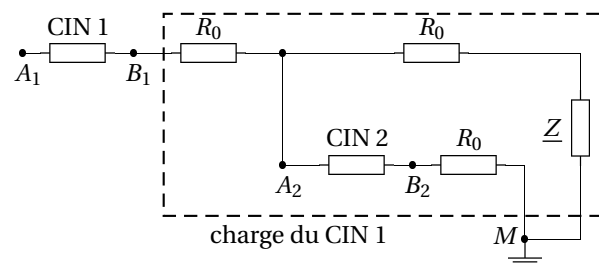 CIN 1 R₀ R₀
A₁ B₁
Z
CIN 2 R₀
A₂ B₂
charge du CIN 1 M